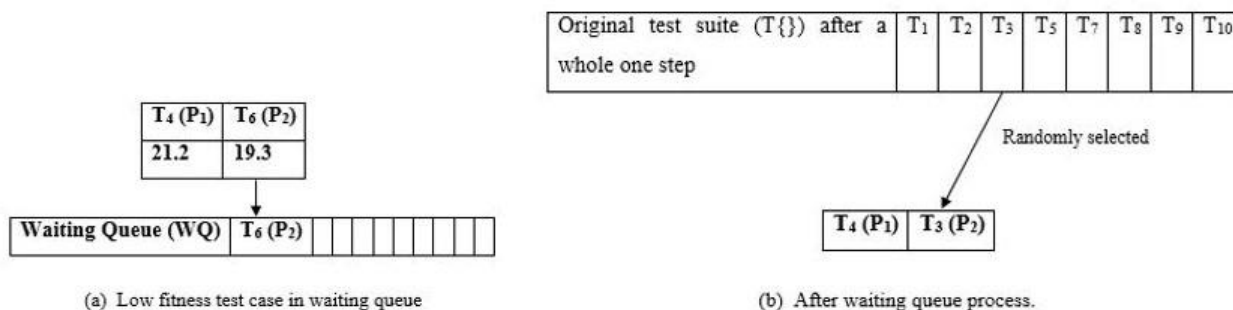 T₄ (P₁) T₆ (P₂)
21.2 19.3
Waiting Queue (WQ) T₆ (P₂)
(a) Low fitness test case in waiting queue
Original test suite (T{}) after a T₁ T₂ T₃ T₅ T₇ T₈ T₉ T₁₀
whole one step
Randomly selected
T₄ (P₁) T₃ (P₂)
(b) After waiting queue process.